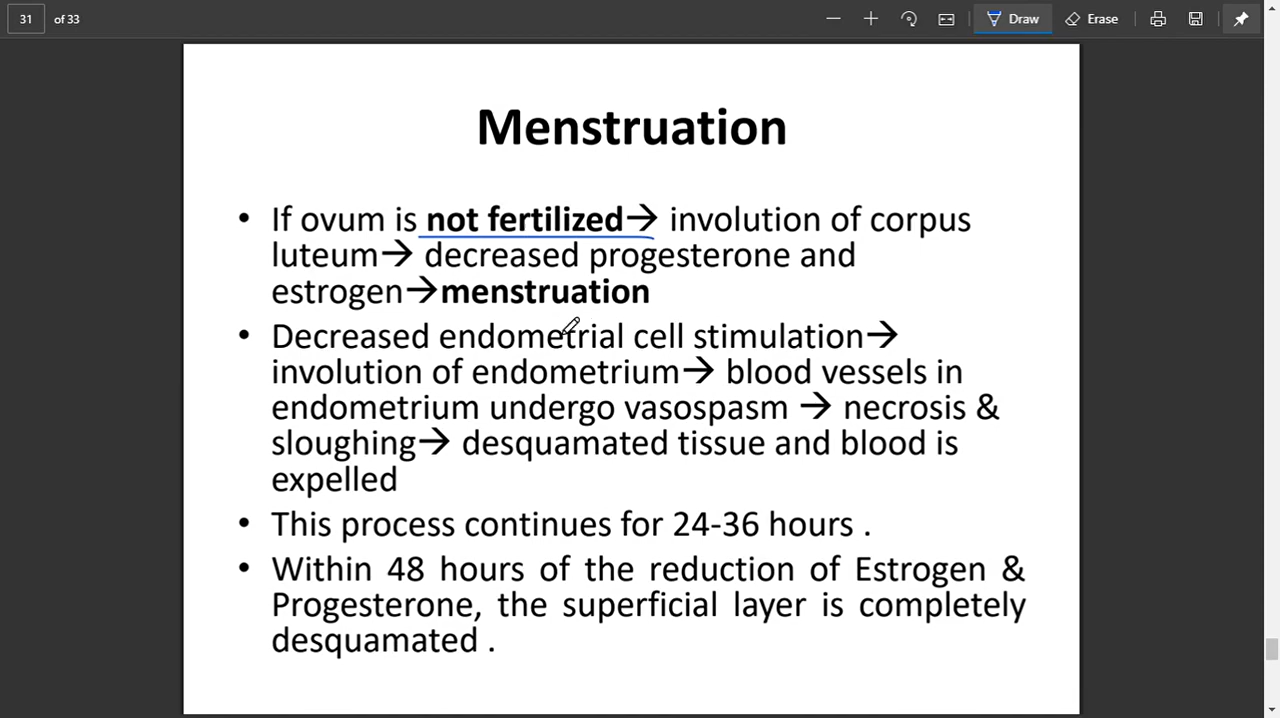 31 of 33 Draw Erase
Menstruation
• If ovum is not fertilized→ involution of corpus
luteum→ decreased progesterone and
estrogen→menstruation
• Decreased endometrial cell stimulation→
involution of endometrium→ blood vessels in
endometrium undergo vasospasm → necrosis &
sloughing→ desquamated tissue and blood is
expelled
• This process continues for 24-36 hours .
• Within 48 hours of the reduction of Estrogen &
Progesterone, the superficial layer is completely
desquamated .